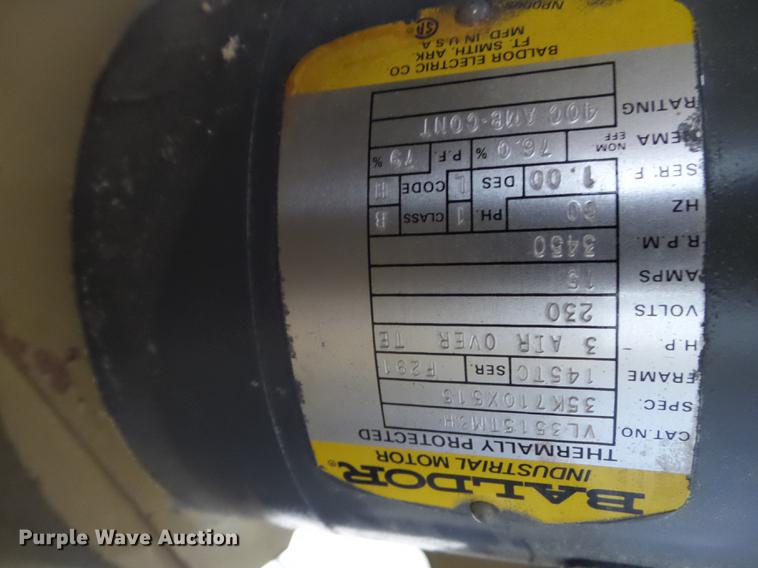 BALDOR®
INDUSTRIAL MOTOR
THERMALLY PROTECTED
CAT.NO.
SPEC. 35K710X515
FRAME 145TC SER. F291
H.P. 3 AIR OVER TE
VOLTS 230
AMPS 15
R.P.M. 3450
HZ 60 PH. 1 CLASS B
SER.F. 1.00 DES L CODE H
NEMA NOM EFF 76.0 % P.F. 79 %
RATING 40C AMB-CONT
BALDOR ELECTRIC CO.
FT. SMITH, ARK.
MFD. IN U.S.A.
Purple Wave Auction